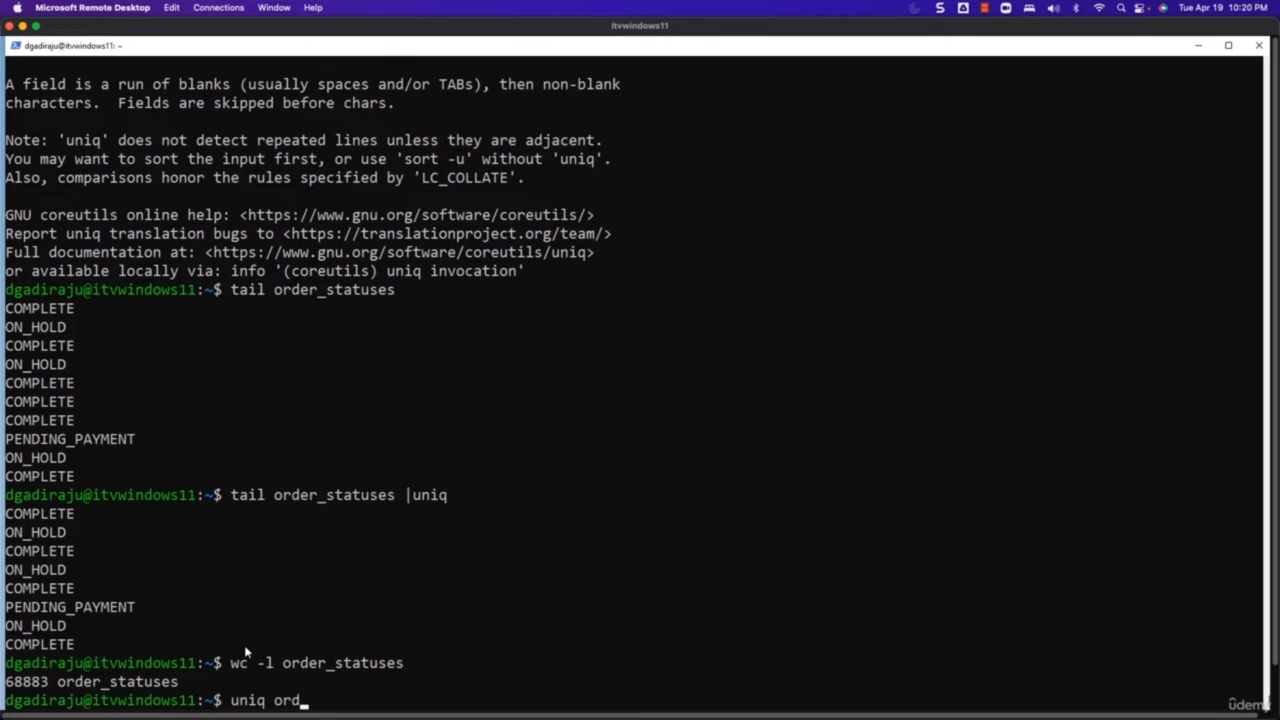 Microsoft Remote Desktop Edit Connections Window Help
Tue Apr 19 10:20 PM
itvwindows11
dgadiraju@itvwindows11: ~
A field is a run of blanks (usually spaces and/or TABs), then non-blank
characters.  Fields are skipped before chars.
Note: 'uniq' does not detect repeated lines unless they are adjacent.
You may want to sort the input first, or use 'sort -u' without 'uniq'.
Also, comparisons honor the rules specified by 'LC_COLLATE'.
GNU coreutils online help: <https://www.gnu.org/software/coreutils/>
Report uniq translation bugs to <https://translationproject.org/team/>
Full documentation at: <https://www.gnu.org/software/coreutils/uniq>
or available locally via: info '(coreutils) uniq invocation'
dgadiraju@itvwindows11:~$ tail order_statuses
COMPLETE
ON_HOLD
COMPLETE
ON_HOLD
COMPLETE
COMPLETE
COMPLETE
PENDING_PAYMENT
ON_HOLD
COMPLETE
dgadiraju@itvwindows11:~$ tail order_statuses |uniq
COMPLETE
ON_HOLD
COMPLETE
ON_HOLD
COMPLETE
PENDING_PAYMENT
ON_HOLD
COMPLETE
dgadiraju@itvwindows11:~$ wc -l order_statuses
68883 order_statuses
dgadiraju@itvwindows11:~$ uniq ord_
ûdemy